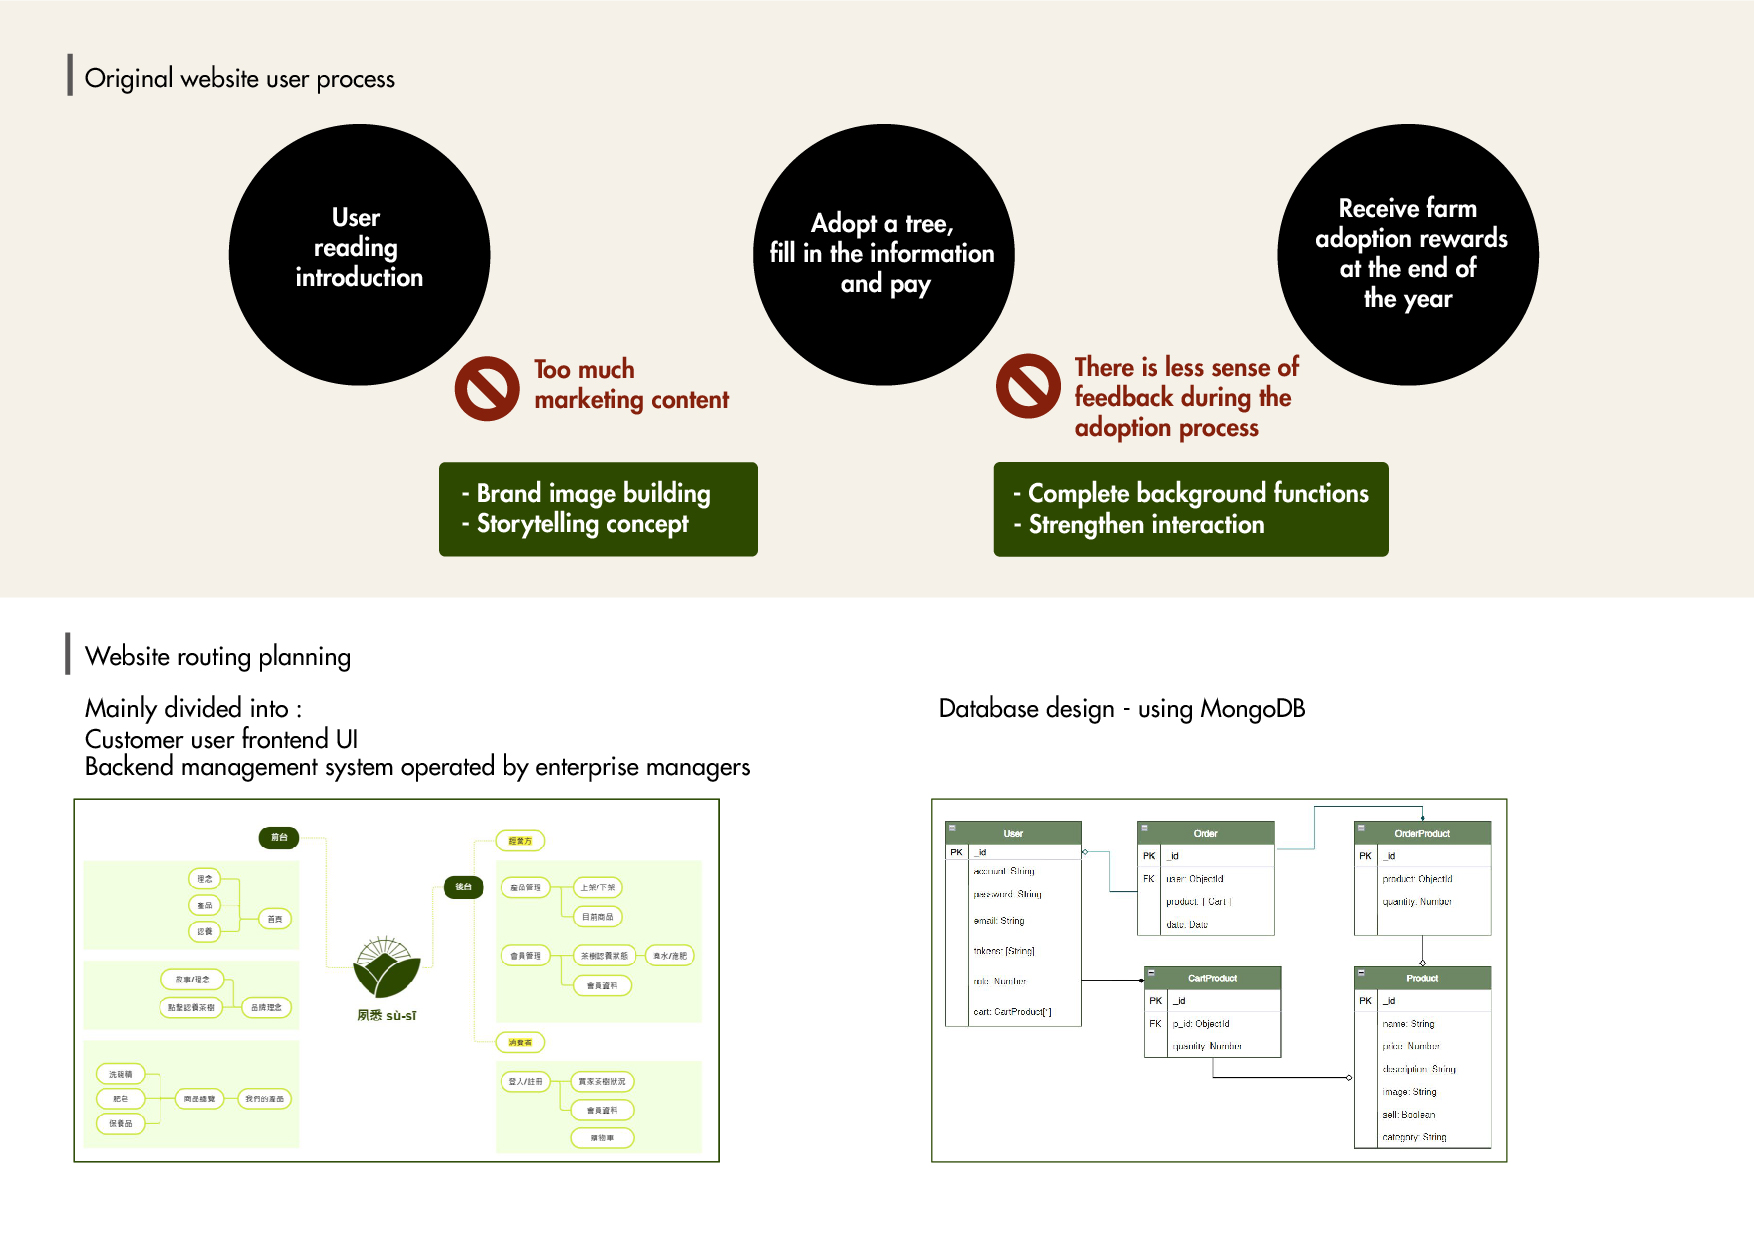 Original website user process
User
reading
introduction
Adopt a tree,
fill in the information
and pay
Receive farm
adoption rewards
at the end of
the year
Too much
marketing content
There is less sense of
feedback during the
adoption process
- Brand image building
- Storytelling concept
- Complete background functions
- Strengthen interaction
Website routing planning
Mainly divided into :
Customer user frontend UI
Backend management system operated by enterprise managers
前台
理念
產品
認養
首頁
故事/理念
點擊認養茶樹
品牌理念
洗碗精
肥皂
保養品
商品總覽
我們的產品
夙悉 sù-sī
後台
經營方
產品管理
上架/下架
目前商品
會員管理
茶樹認養狀態
澆水/施肥
會員資料
消費者
登入/註冊
買家茶樹狀況
會員資料
購物車
Database design - using MongoDB
User
PK _id
account: String
password: String
email: String
tokens: [String]
role: Number
cart: CartProduct[*]
Order
PK _id
FK user: ObjectId
product: [ Cart ]
date: Date
OrderProduct
PK _id
product: ObjectId
quantity: Number
CartProduct
PK _id
FK p_id: ObjectId
quantity: Number
Product
PK _id
name: String
price: Number
description: String
image: String
sell: Boolean
category: String